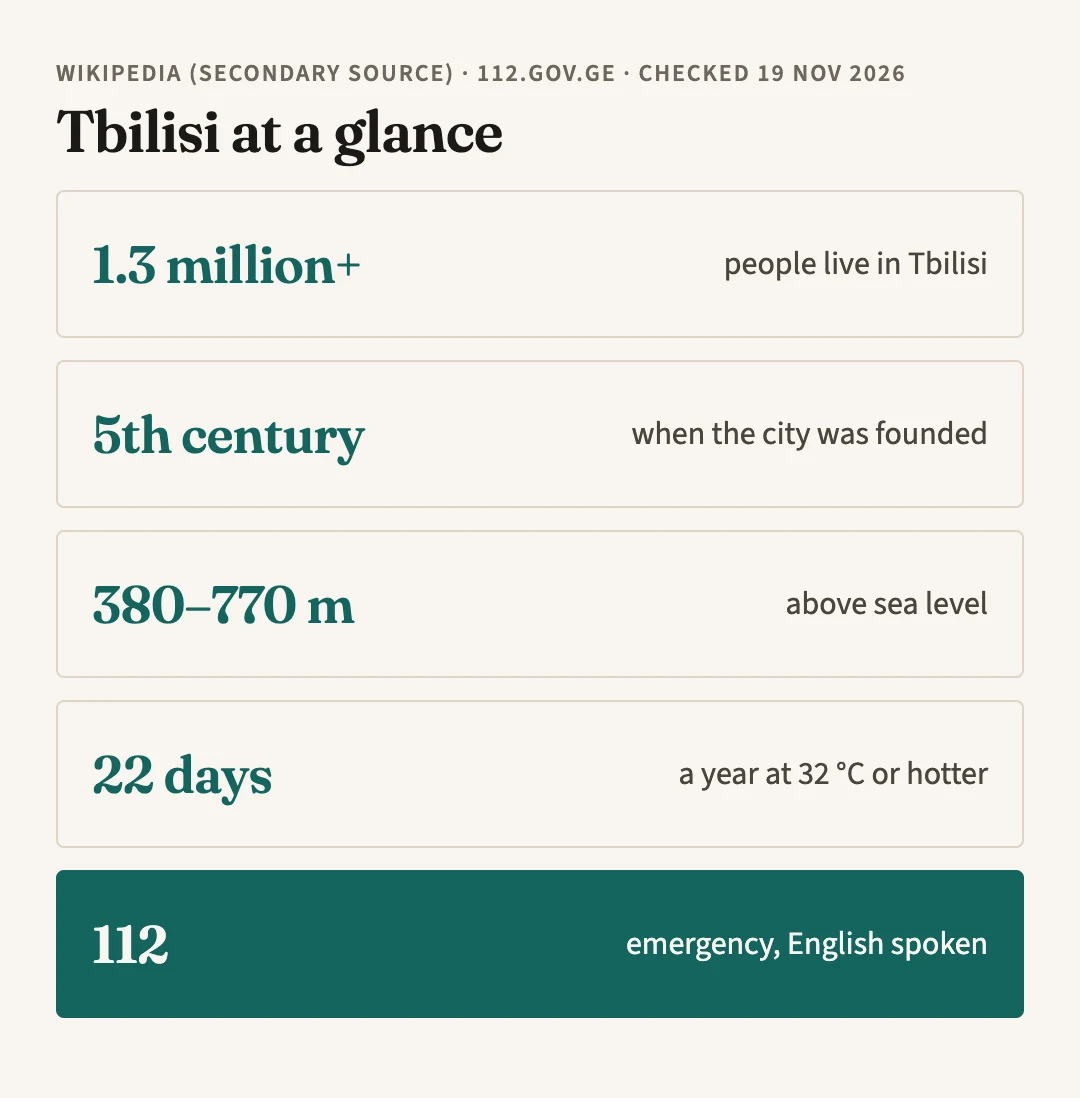 WIKIPEDIA (SECONDARY SOURCE) · 112.GOV.GE · CHECKED 19 NOV 2026
Tbilisi at a glance
1.3 million+
people live in Tbilisi
5th century
when the city was founded
380–770 m
above sea level
22 days
a year at 32 °C or hotter
112
emergency, English spoken